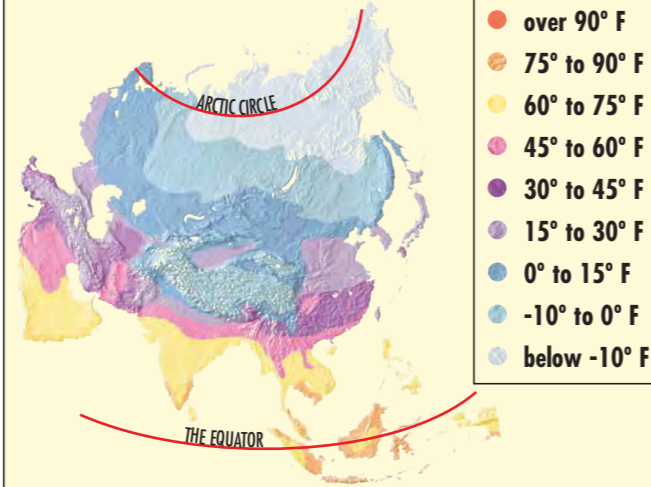 ARCTIC CIRCLE
THE EQUATOR
over 90° F
75° to 90° F
60° to 75° F
45° to 60° F
30° to 45° F
15° to 30° F
0° to 15° F
-10° to 0° F
below -10° F